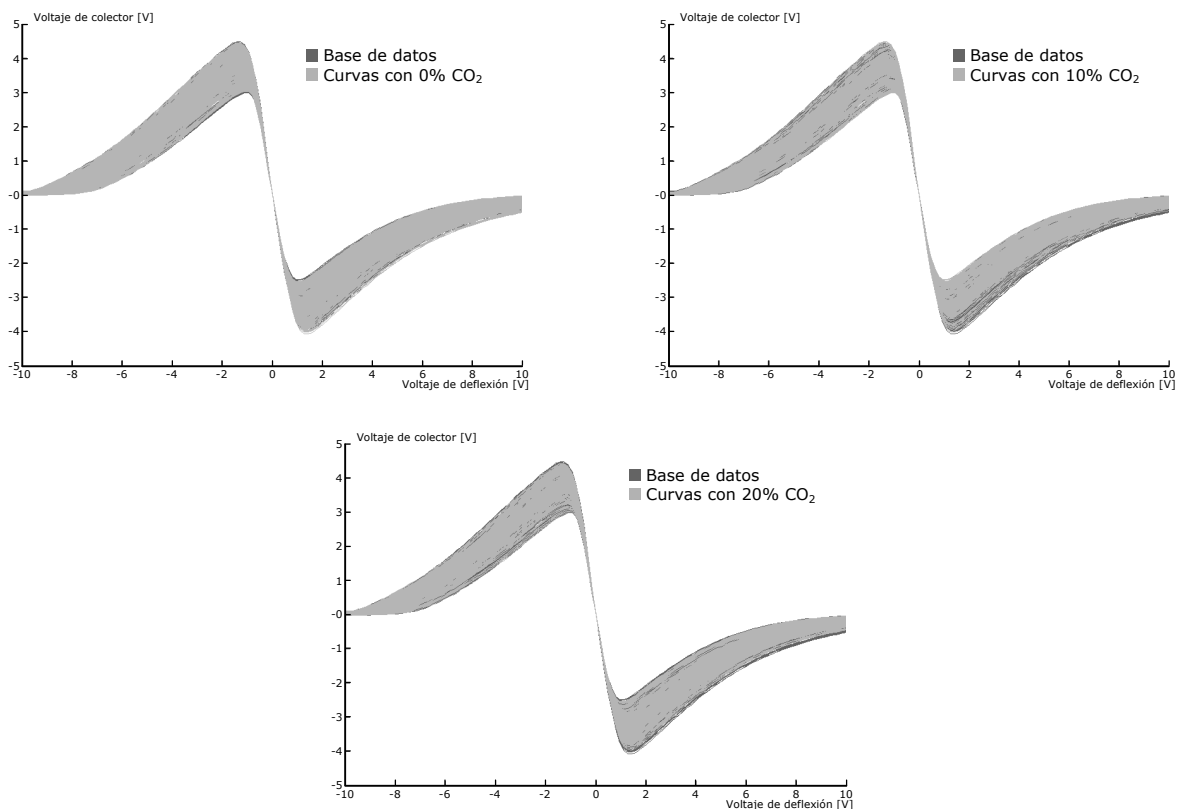 Voltaje de colector [V]
Base de datos
Curvas con 0% CO₂
5
4
3
2
1
-0
-1
-2
-3
-4
-5
-10 -8 -6 -4 -2 0 2 4 6 8 10
Voltaje de deflexión [V]
Voltaje de colector [V]
Base de datos
Curvas con 10% CO₂
5
4
3
2
1
-0
-1
-2
-3
-4
-5
-10 -8 -6 -4 -2 0 2 4 6 8 10
Voltaje de deflexión [V]
Voltaje de colector [V]
Base de datos
Curvas con 20% CO₂
5
4
3
2
1
-0
-1
-2
-3
-4
-5
-10 -8 -6 -4 -2 0 2 4 6 8 10
Voltaje de deflexión [V]